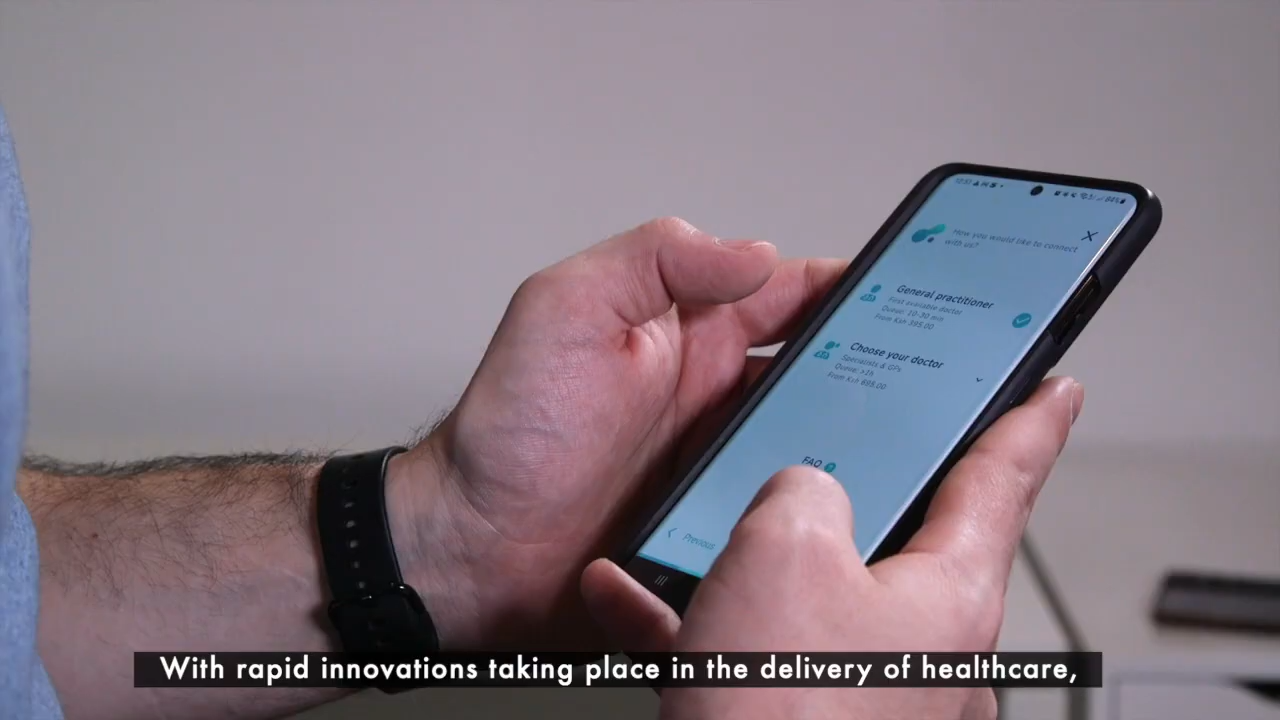 How you would like to connect
with us?
General practitioner
First available doctor
Queue: 10-30 min
From Ksh 395.00
Choose your doctor
Specialists & GPs
Queue: >1h
From Ksh 695.00
FAQ
Previous
With rapid innovations taking place in the delivery of healthcare,